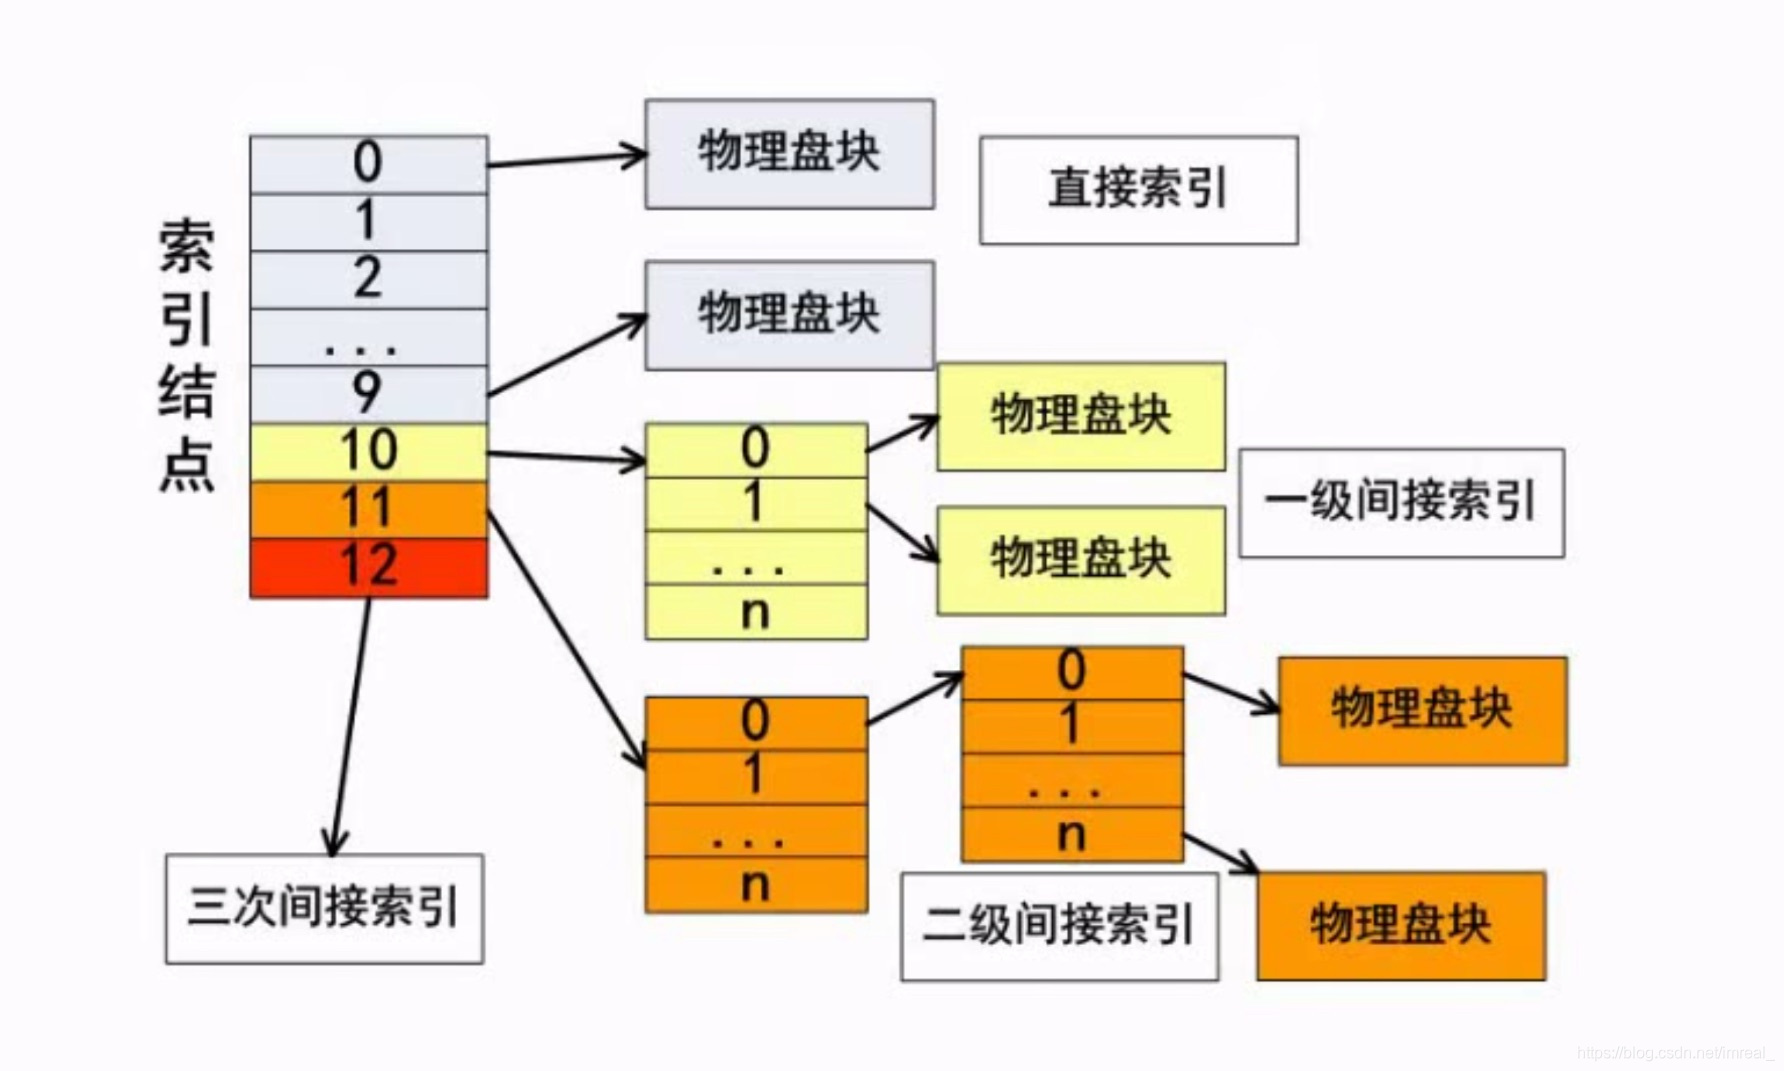 索引结点
0
1
2
...
9
10
11
12
物理盘块
直接索引
物理盘块
0
1
...
n
物理盘块
物理盘块
一级间接索引
0
1
...
n
0
1
...
n
物理盘块
物理盘块
二级间接索引
三次间接索引
https://blog.csdn.net/imreal_